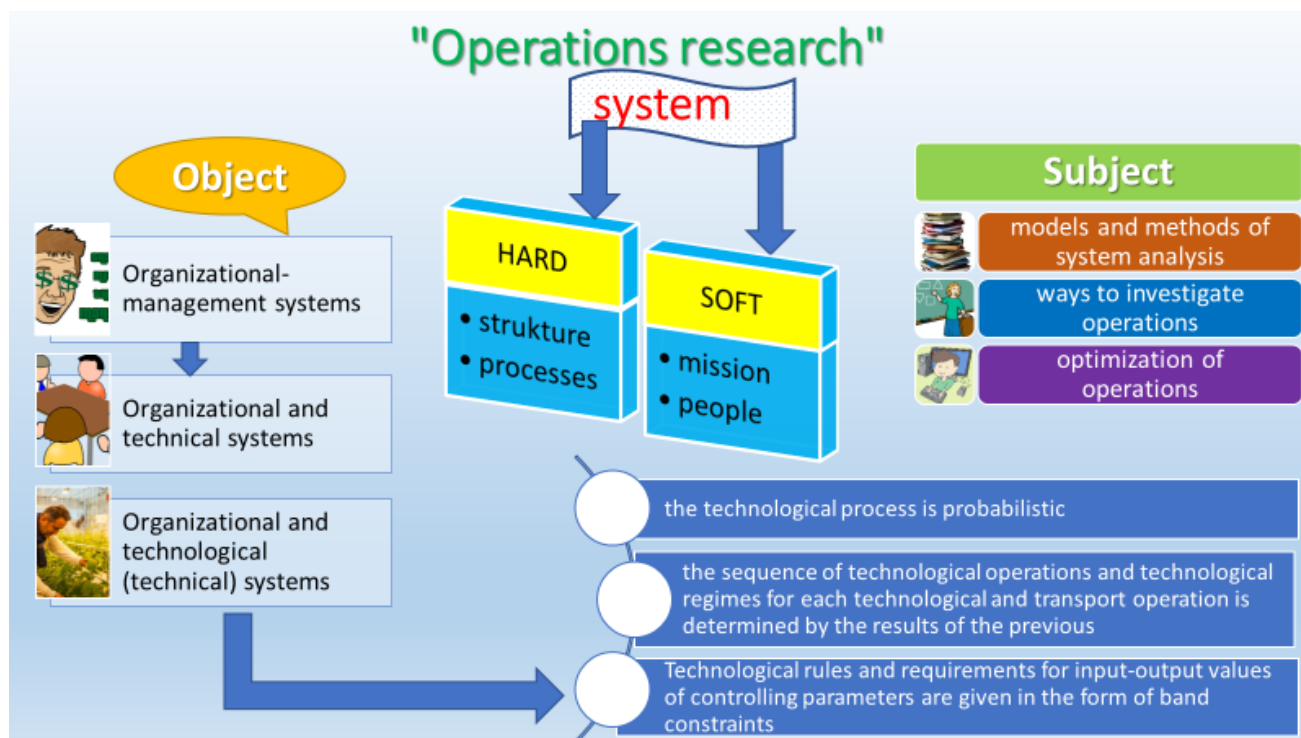 "Operations research"
system
Object
Organizational-
management systems
Organizational and
technical systems
Organizational and
technological
(technical) systems
HARD
• strukture
• processes
SOFT
• mission
• people
Subject
models and methods of
system analysis
ways to investigate
operations
optimization of
operations
the technological process is probabilistic
the sequence of technological operations and technological
regimes for each technological and transport operation is
determined by the results of the previous
Technological rules and requirements for input-output values
of controlling parameters are given in the form of band
constraints